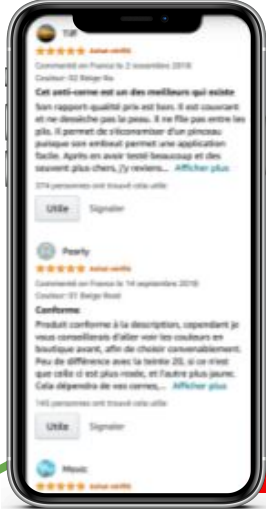 Tiff
Achat vérifié
Commenté en France le 2 novembre 2018
Couleur: 02 Beige Nu
Cet anti-cerne est un des meilleurs qui existe
Son rapport qualité prix est bon. Il est couvrant
et ne dessèche pas la peau. Il ne file pas entre les
plis. Il permet de s'économiser d'un pinceau
puisque son embout permet une application
facile. Après en avoir testé beaucoup et des
souvent plus chers, j'y reviens... Afficher plus
374 personnes ont trouvé cela utile
Utile Signaler
Pearly
Achat vérifié
Commenté en France le 14 septembre 2018
Couleur: 01 Beige Rosé
Conforme
Produit conforme à la description, cependant je
vous conseillerais d'aller voir les couleurs en
boutique avant, afin de choisir convenablement.
Peu de différence avec la teinte 20, si ce n'est
que celle ci est plus rosée, et l'autre plus jaune.
Cela dépendra de vos cernes,... Afficher plus
145 personnes ont trouvé cela utile
Utile Signaler
Achat vérifié